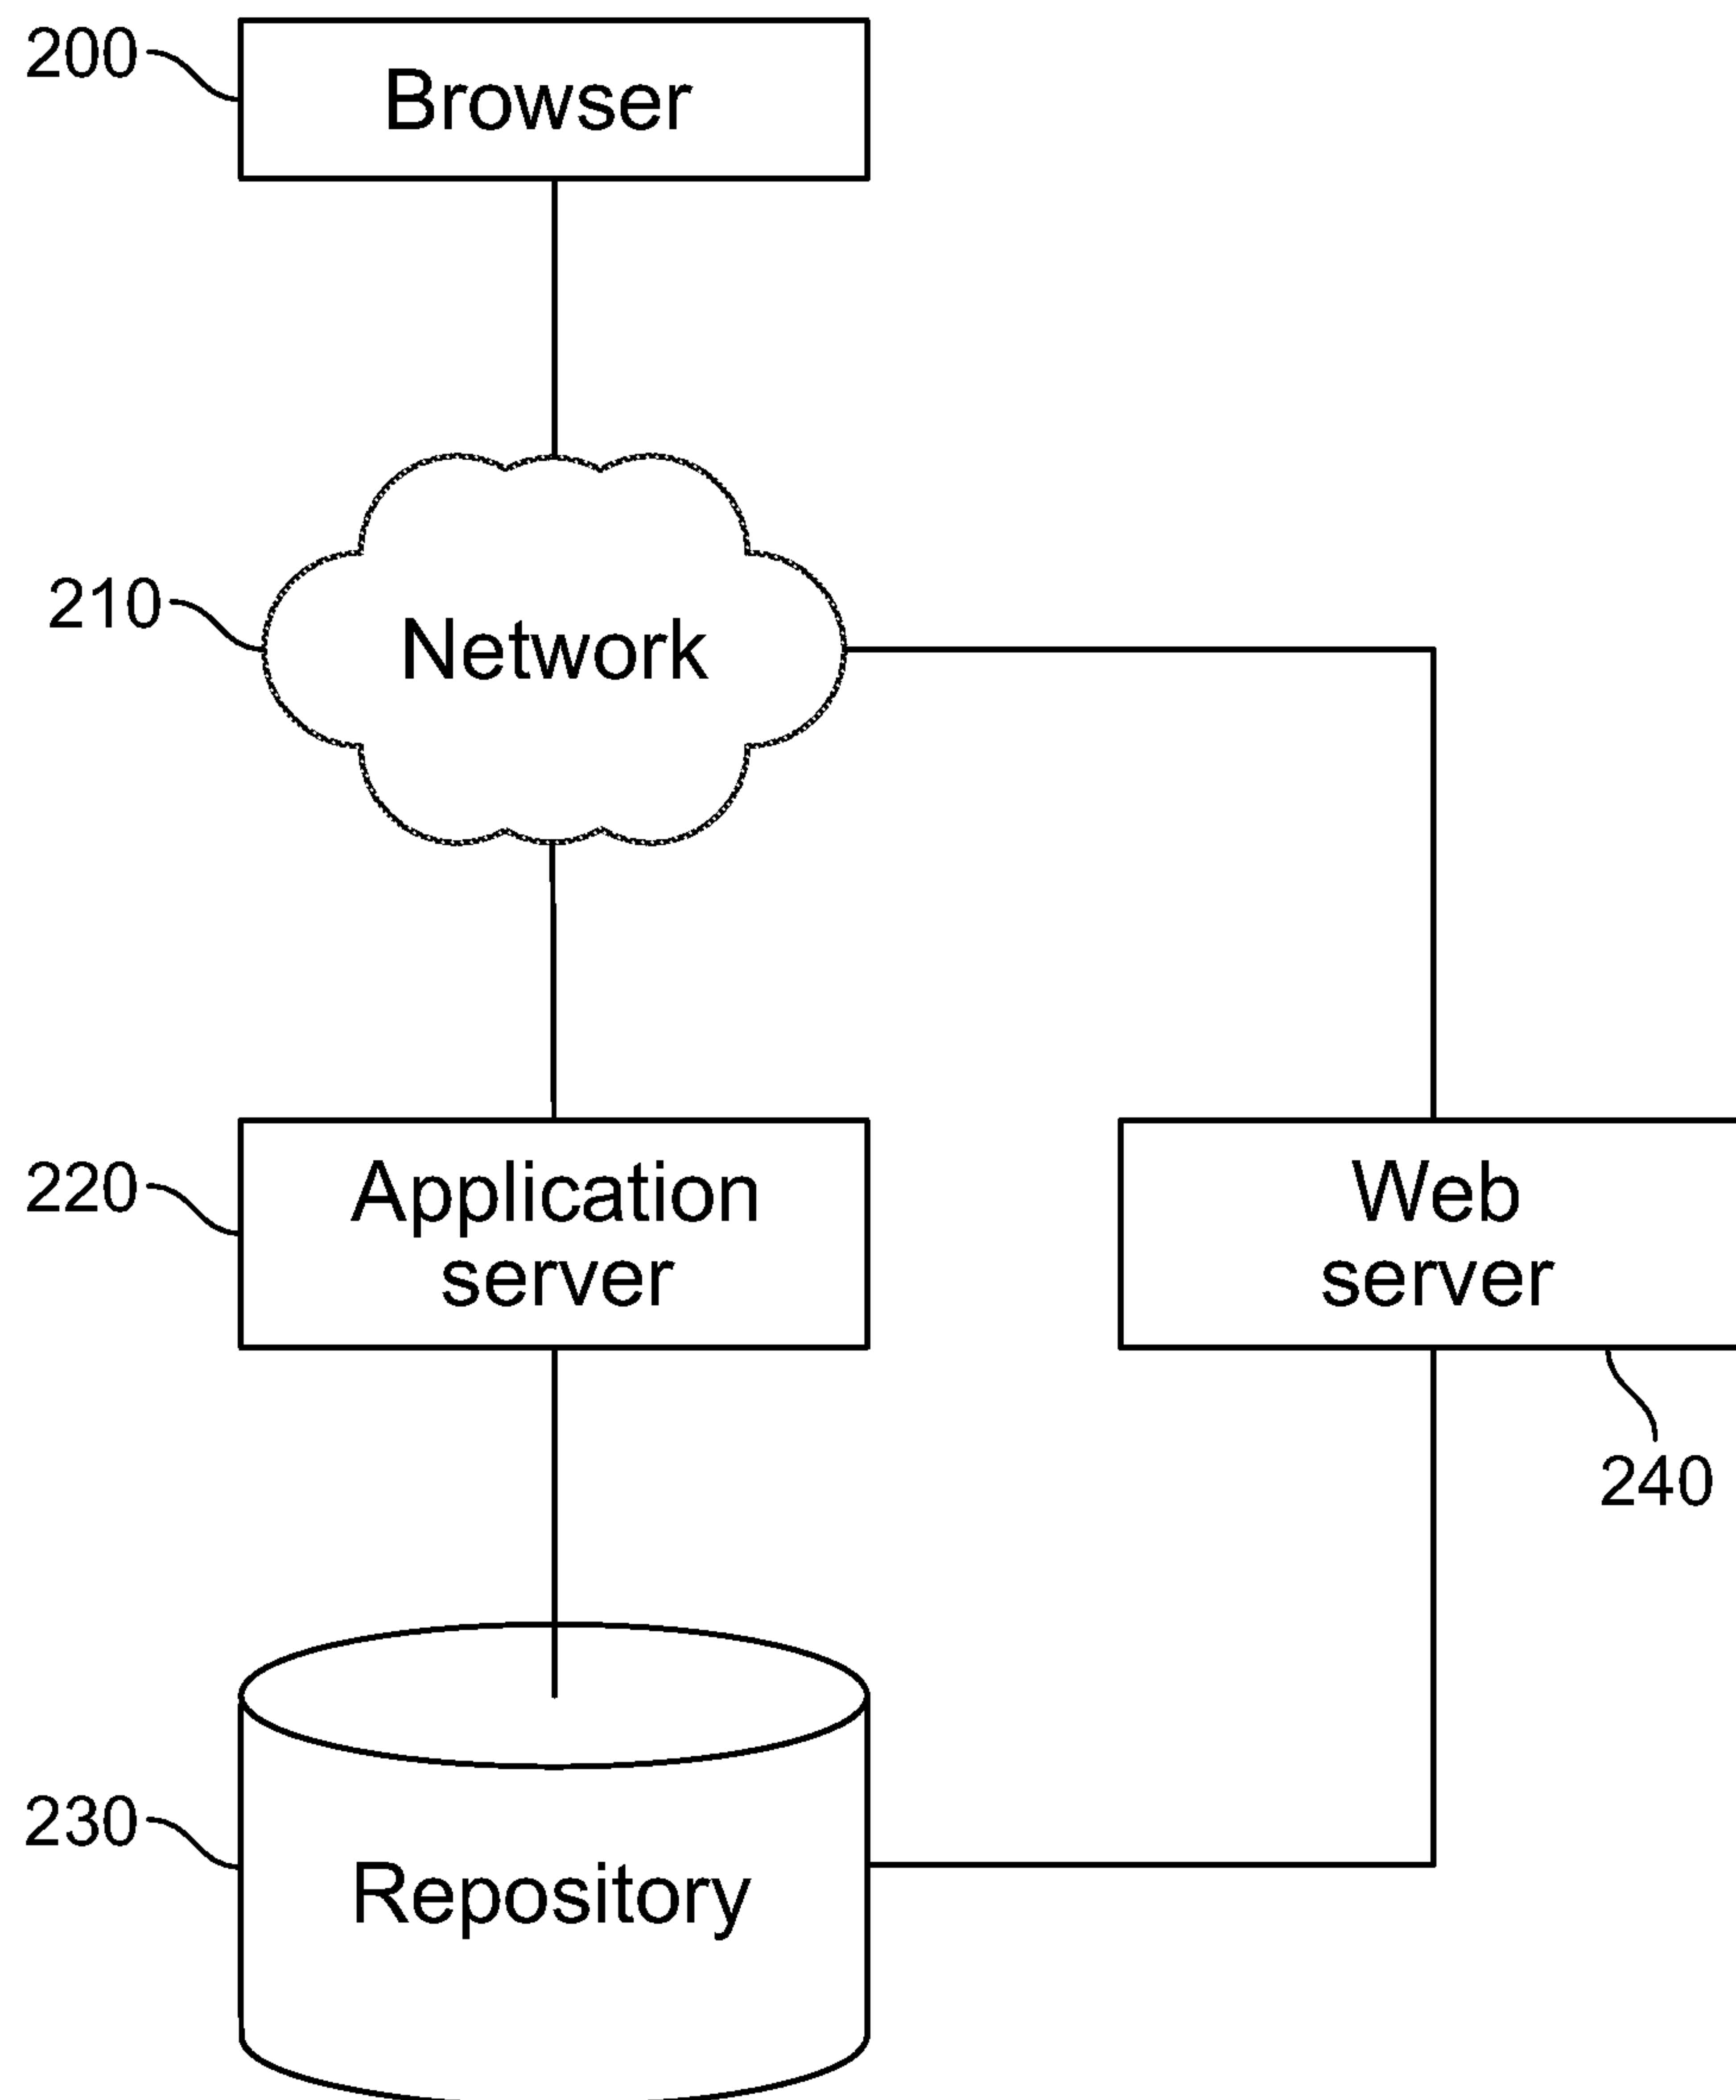 200
Browser
210
Network
220
Application
server
Web
server
240
230
Repository